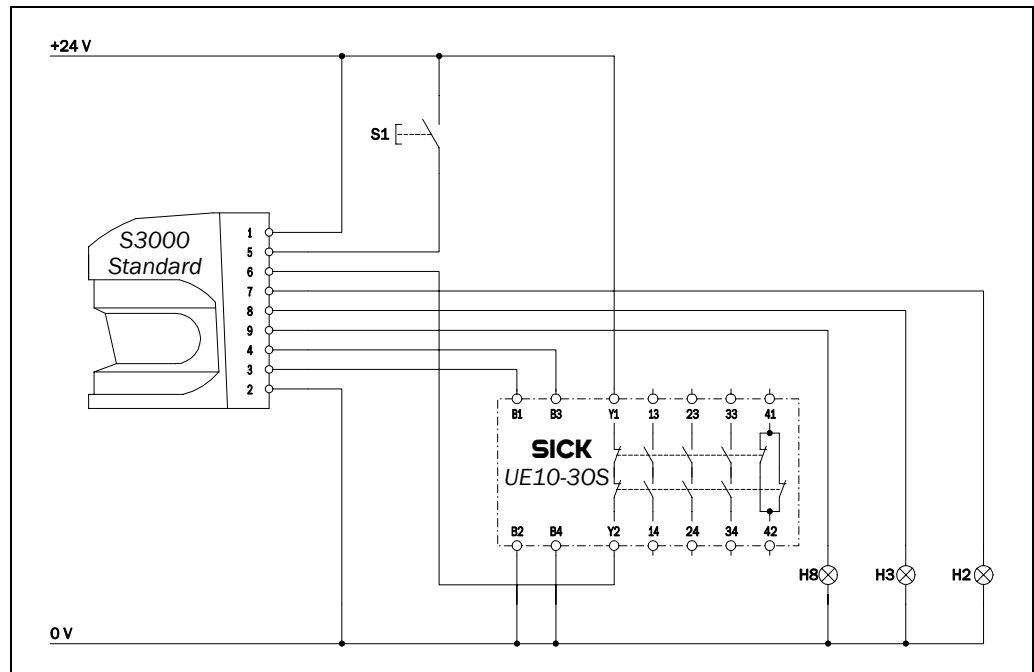 +24 V
S1
S3000
Standard
1
5
6
7
8
9
4
3
2
B1 B3 Y1 13 23 33 41
SICK
UE10-30S
B2 B4 Y2 14 24 34 42
H8 H3 H2
0 V